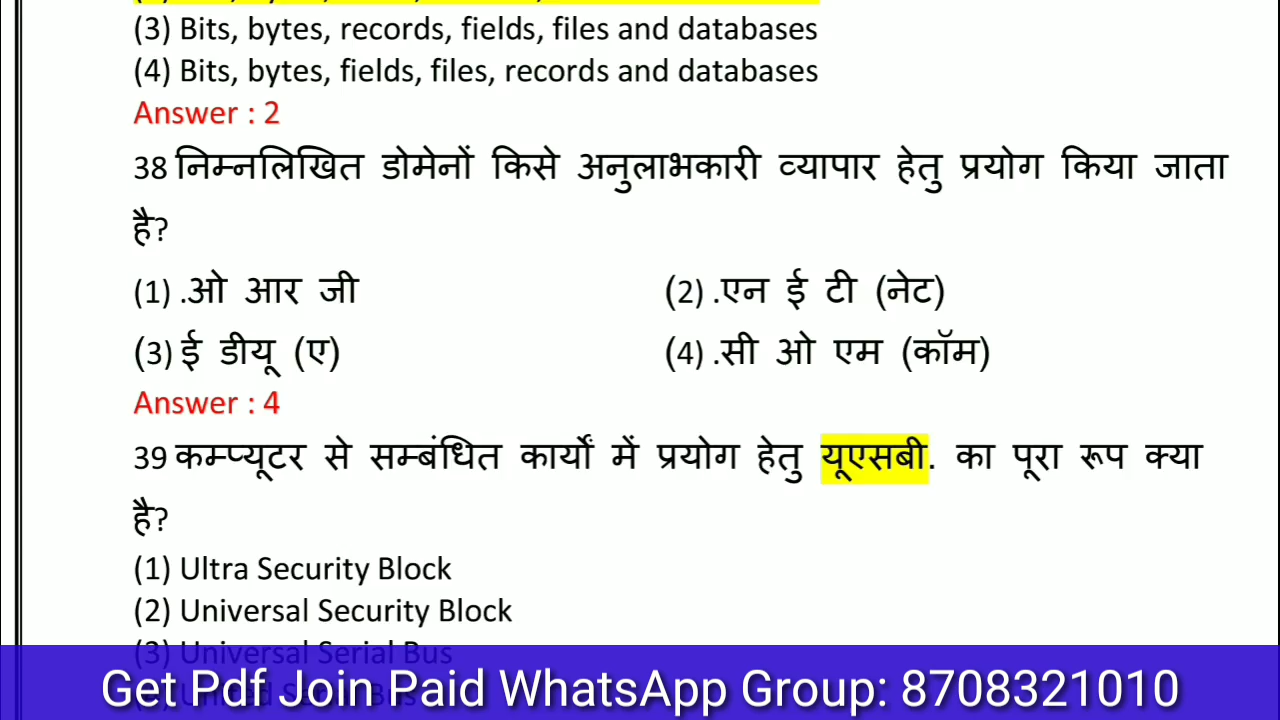 (3) Bits, bytes, records, fields, files and databases
(4) Bits, bytes, fields, files, records and databases
Answer : 2
38 निम्नलिखित डोमेनों किसे अनुलाभकारी व्यापार हेतु प्रयोग किया जाता
है?
(1) .ओ आर जी (2) .एन ई टी (नेट)
(3) ई डीयू (ए) (4) .सी ओ एम (कॉम)
Answer : 4
39 कम्प्यूटर से सम्बंधित कार्यों में प्रयोग हेतु यूएसबी. का पूरा रूप क्या
है?
(1) Ultra Security Block
(2) Universal Security Block
(3) Universal Serial Bus
Get Pdf Join Paid WhatsApp Group: 8708321010